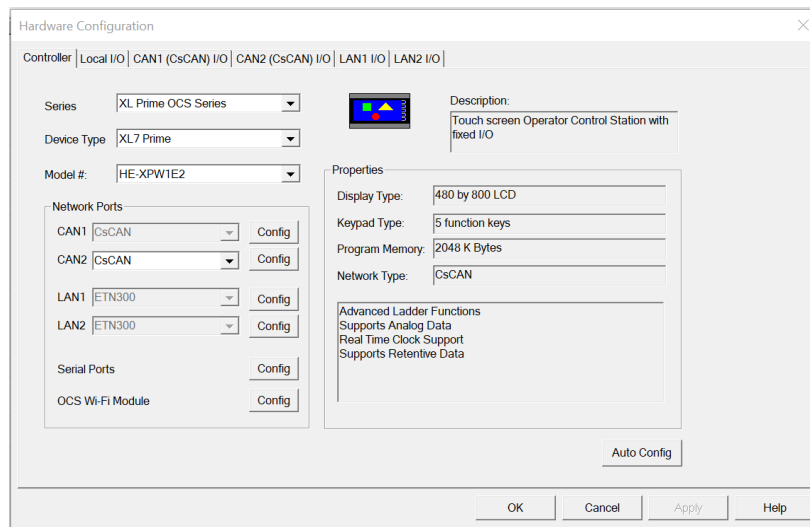 Hardware Configuration
Controller Local I/O CAN1 (CsCAN) I/O CAN2 (CsCAN) I/O LAN1 I/O LAN2 I/O
Series XL Prime OCS Series
Device Type XL7 Prime
Model #: HE-XPW1E2
Description:
Touch screen Operator Control Station with
fixed I/O
Network Ports
CAN1 CsCAN Config
CAN2 CsCAN Config
LAN1 ETN300 Config
LAN2 ETN300 Config
Serial Ports Config
OCS Wi-Fi Module Config
Properties
Display Type: 480 by 800 LCD
Keypad Type: 5 function keys
Program Memory: 2048 K Bytes
Network Type: CsCAN
Advanced Ladder Functions
Supports Analog Data
Real Time Clock Support
Supports Retentive Data
Auto Config
OK Cancel Apply Help